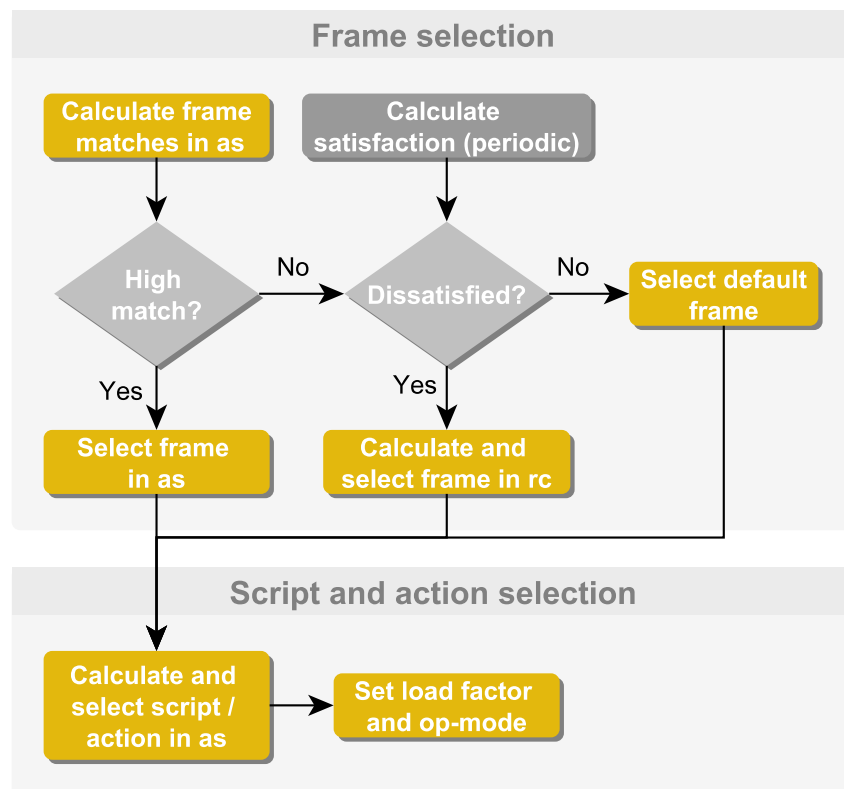 Frame selection
Calculate frame
matches in as
Calculate
satisfaction (periodic)
High
match?
No
Dissatisfied?
No
Select default
frame
Yes
Yes
Select frame
in as
Calculate and
select frame in rc
Script and action selection
Calculate and
select script /
action in as
Set load factor
and op-mode